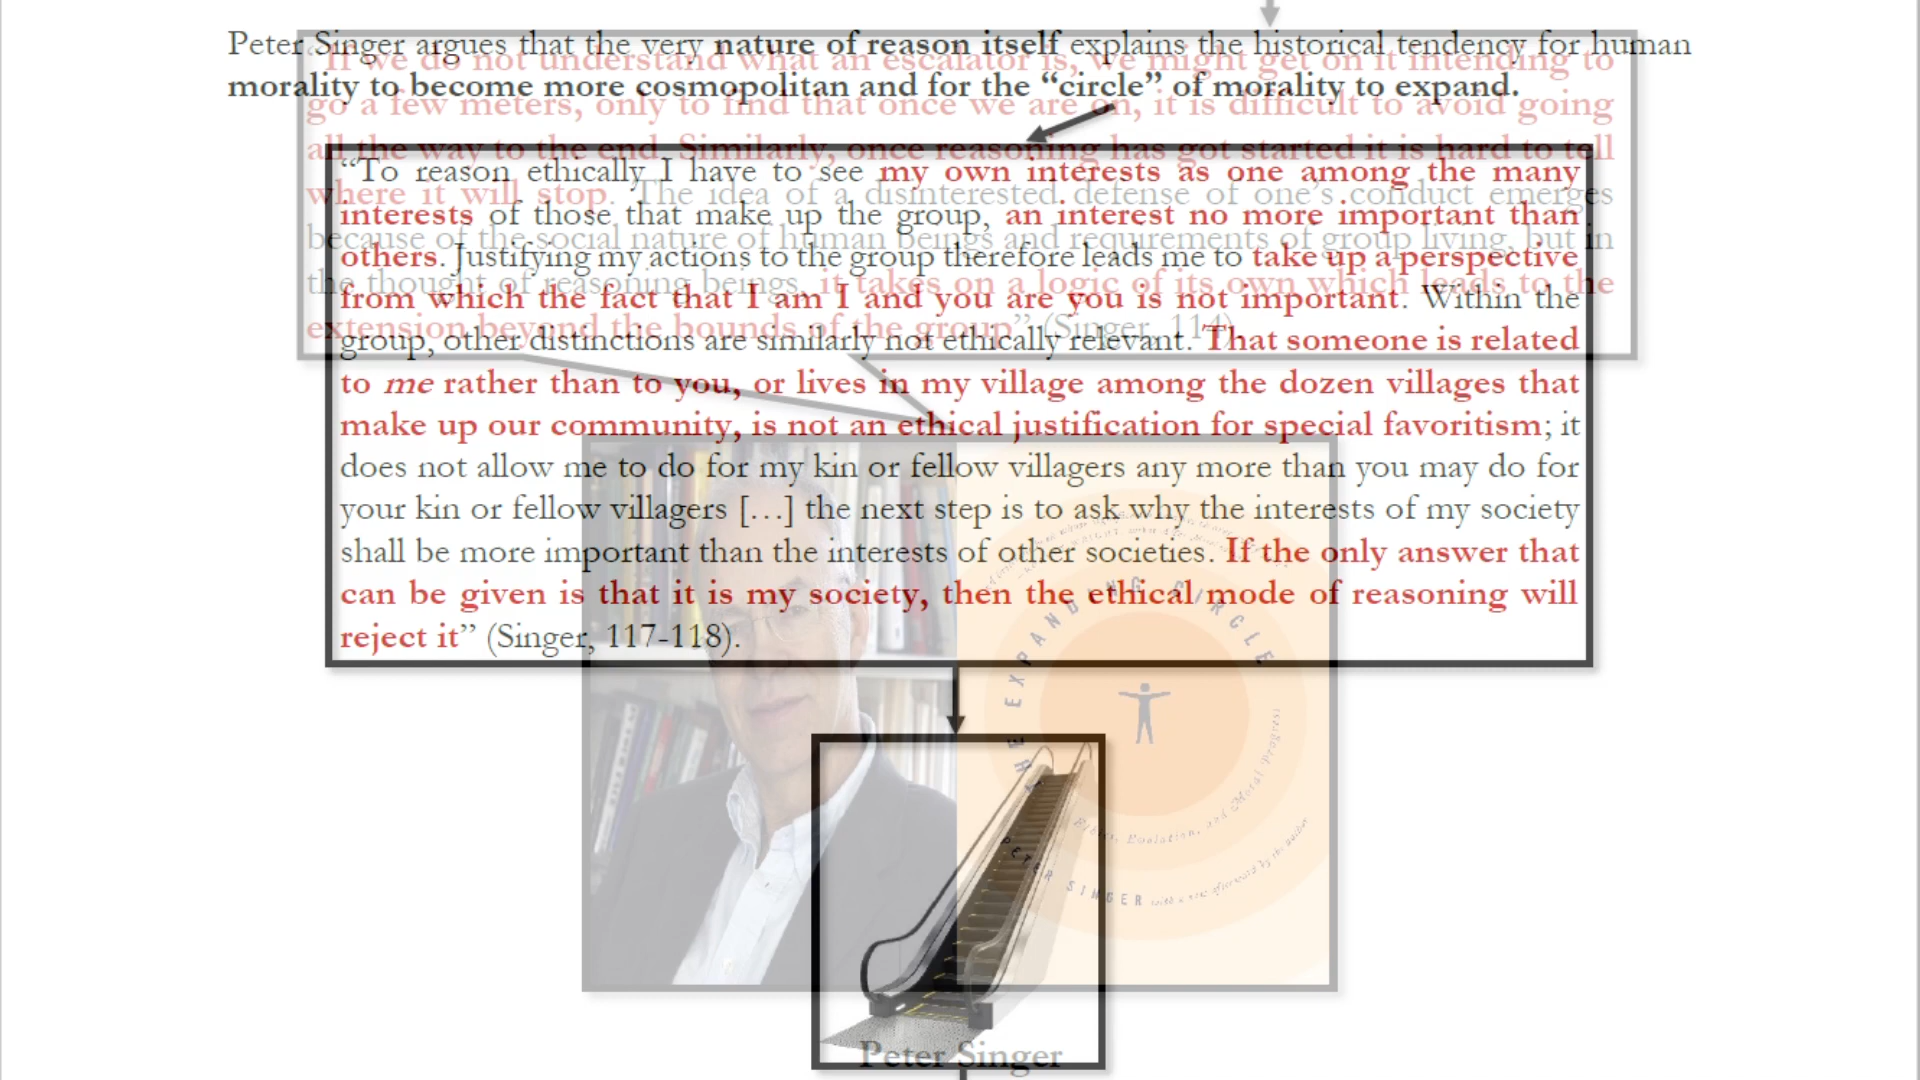 Peter Singer argues that the very nature of reason itself explains the historical tendency for human
morality to become more cosmopolitan and for the “circle” of morality to expand.
“If we do not understand what an escalator is, we might get on it intending to
go a few meters, only to find that once we are on, it is difficult to avoid going
all the way to the end. Similarly, once reasoning has got started it is hard to tell
where it will stop. The idea of a disinterested defense of one’s conduct emerges
because of the social nature of human beings and requirements of group living, but in
the thought of reasoning beings, it takes on a logic of its own which leads to the
extension beyond the bounds of the group” (Singer, 114)
“To reason ethically I have to see my own interests as one among the many
interests of those that make up the group, an interest no more important than
others. Justifying my actions to the group therefore leads me to take up a perspective
from which the fact that I am I and you are you is not important. Within the
group, other distinctions are similarly not ethically relevant. That someone is related
to me rather than to you, or lives in my village among the dozen villages that
make up our community, is not an ethical justification for special favoritism; it
does not allow me to do for my kin or fellow villagers any more than you may do for
your kin or fellow villagers […] the next step is to ask why the interests of my society
shall be more important than the interests of other societies. If the only answer that
can be given is that it is my society, then the ethical mode of reasoning will
reject it” (Singer, 117-118).
THE EXPANDING CIRCLE
Ethics, Evolution, and Moral Progress
PETER SINGER
with a new afterword by the author
Peter Singer